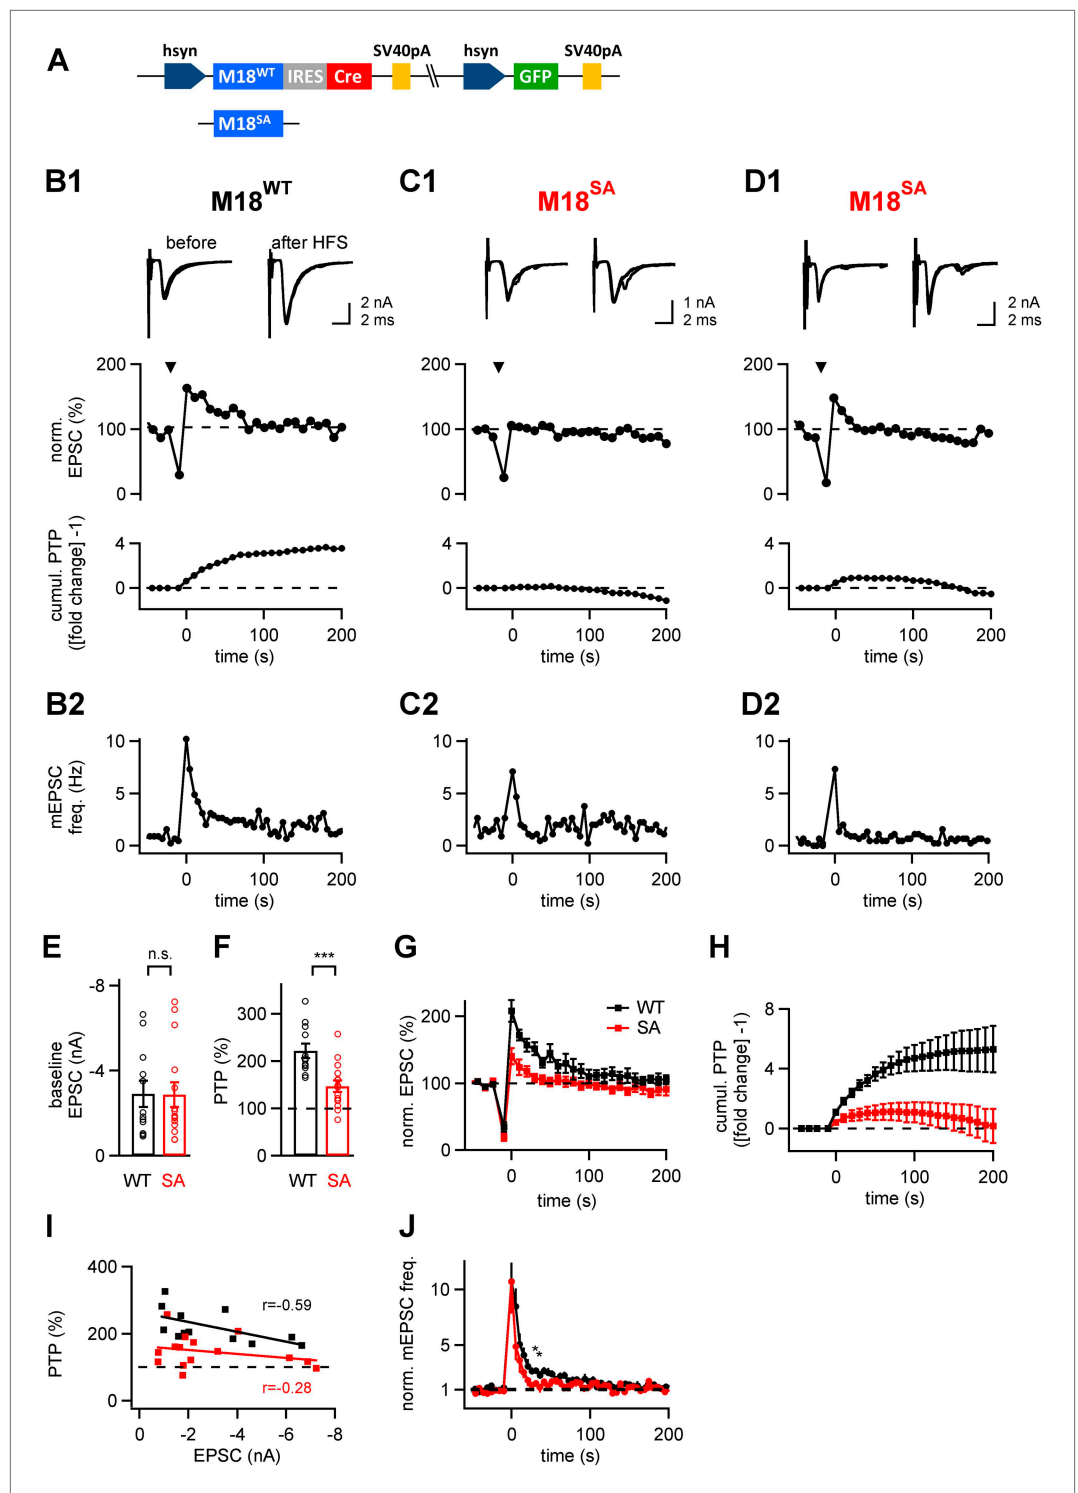 A
hsyn SV40pA hsyn SV40pA
M18WT IRES Cre GFP
M18SA
B1 C1 D1
M18WT M18SA M18SA
before after HFS
2 nA
2 ms
1 nA
2 ms
2 nA
2 ms
norm.
EPSC (%)
200 200 200
100 100 100
0 0 0
cumul. PTP
([fold change] -1)
4 4 4
0 0 0
0 100 200 0 100 200 0 100 200
time (s) time (s) time (s)
B2 C2 D2
mEPSC
freq. (Hz)
10 10 10
5 5 5
0 0 0
0 100 200 0 100 200 0 100 200
time (s) time (s) time (s)
E F G H
n.s.
baseline
EPSC (nA)
-8
-4
0
WT SA
***
PTP (%)
300
200
100
0
WT SA
norm. EPSC (%)
200
100
0
WT
SA
0 100 200
time (s)
cumul. PTP
([fold change] -1)
8
4
0
0 100 200
time (s)
I J
PTP (%)
400
200
0
r=-0.59
r=-0.28
0 -2 -4 -6 -8
EPSC (nA)
norm. mEPSC freq.
10
5
1
**
0 100 200
time (s)